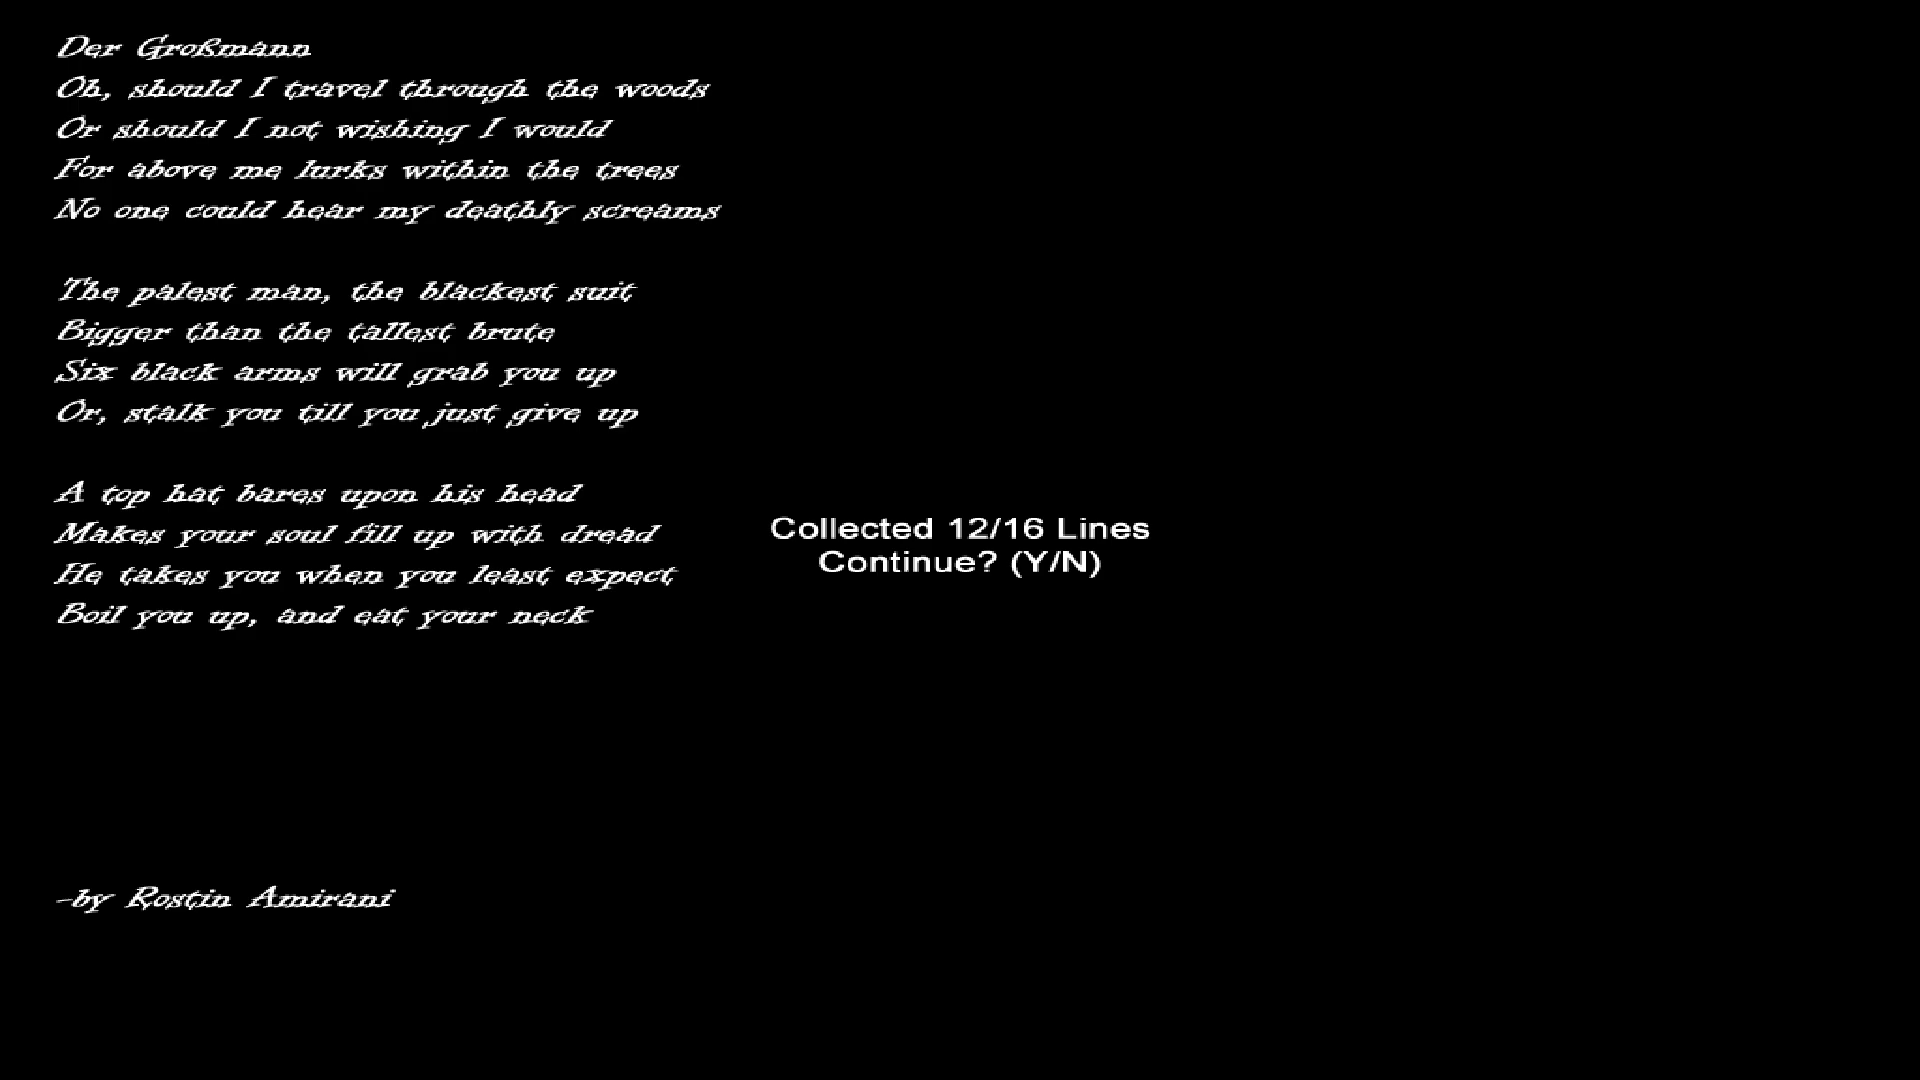 Der Großmann
Oh, should I travel through the woods
Or should I not wishing I would
For above me lurks within the trees
No one could hear my deathly screams
The palest man, the blackest suit
Bigger than the tallest brute
Six black arms will grab you up
Or, stalk you till you just give up
A top hat bares upon his head
Makes your soul fill up with dread
He takes you when you least expect
Boil you up, and eat your neck
Collected 12/16 Lines
Continue? (Y/N)
-by Rostin Amirani